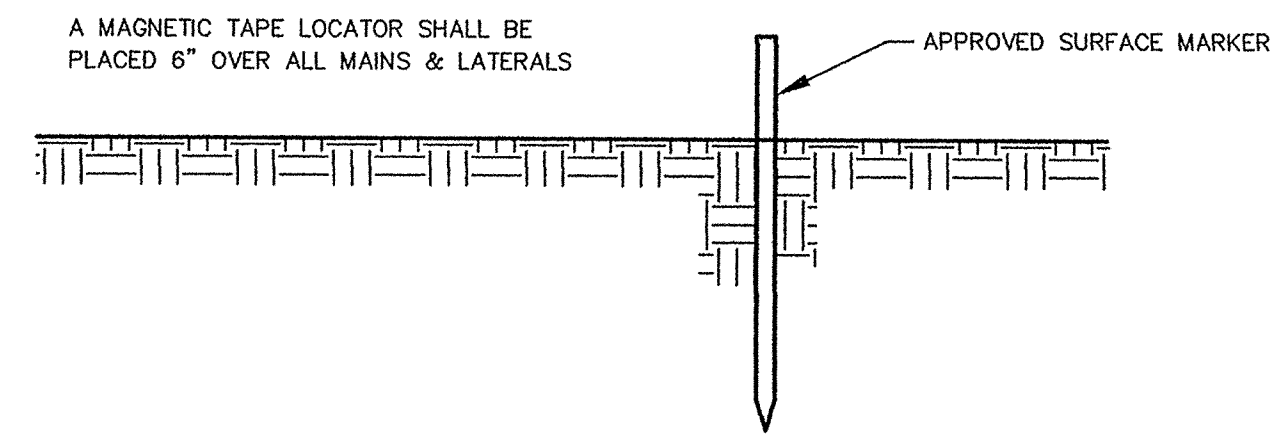 A MAGNETIC TAPE LOCATOR SHALL BE
PLACED 6" OVER ALL MAINS & LATERALS
APPROVED SURFACE MARKER